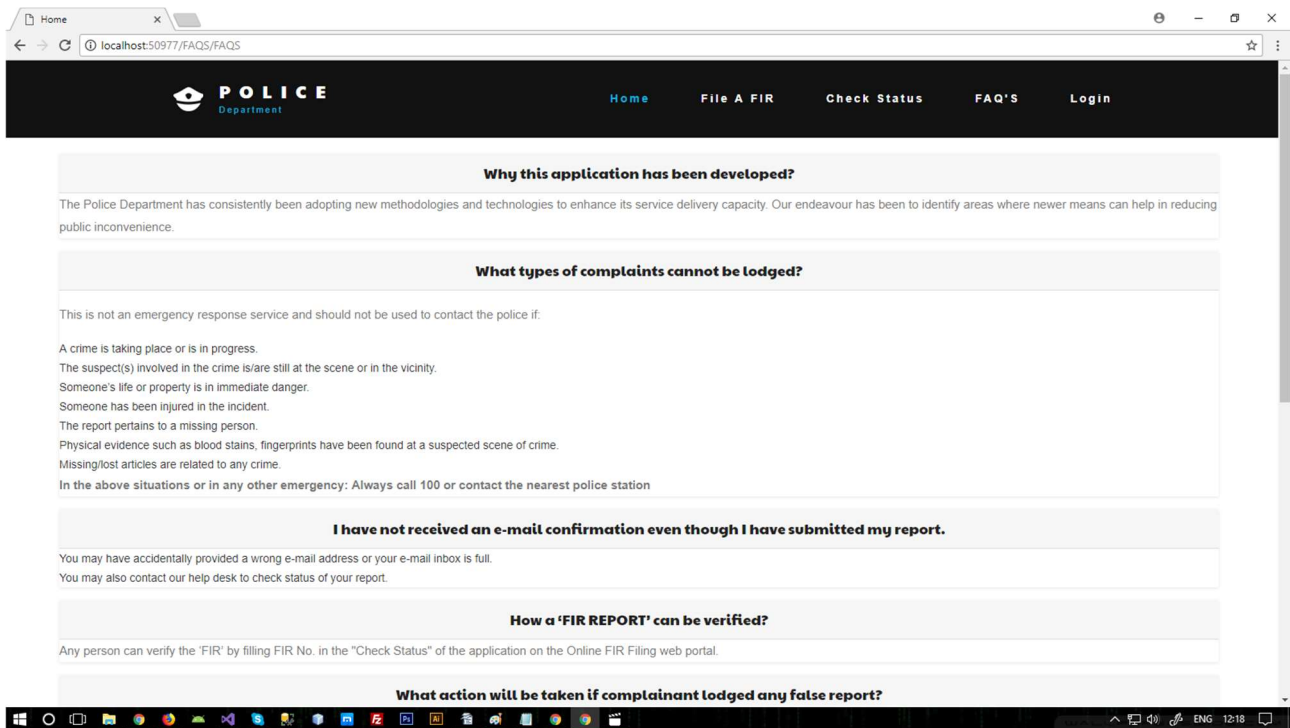 Home
localhost:50977/FAQS/FAQS
POLICE
Department
Home File A FIR Check Status FAQ'S Login
Why this application has been developed?
The Police Department has consistently been adopting new methodologies and technologies to enhance its service delivery capacity. Our endeavour has been to identify areas where newer means can help in reducing
public inconvenience.
What types of complaints cannot be lodged?
This is not an emergency response service and should not be used to contact the police if:
A crime is taking place or is in progress.
The suspect(s) involved in the crime is/are still at the scene or in the vicinity.
Someone's life or property is in immediate danger.
Someone has been injured in the incident.
The report pertains to a missing person.
Physical evidence such as blood stains, fingerprints have been found at a suspected scene of crime.
Missing/lost articles are related to any crime.
In the above situations or in any other emergency: Always call 100 or contact the nearest police station
I have not received an e-mail confirmation even though I have submitted my report.
You may have accidentally provided a wrong e-mail address or your e-mail inbox is full.
You may also contact our help desk to check status of your report.
How a ‘FIR REPORT’ can be verified?
Any person can verify the 'FIR' by filling FIR No. in the "Check Status" of the application on the Online FIR Filing web portal.
What action will be taken if complainant lodged any false report?
Fz Ps Ai ENG 12:18